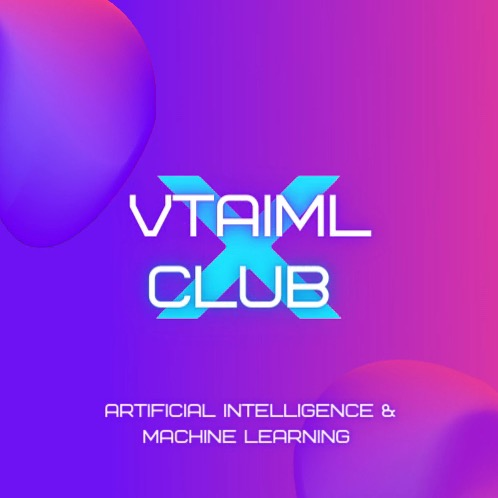 VTAIML
X
CLUB
ARTIFICIAL INTELLIGENCE &
MACHINE LEARNING